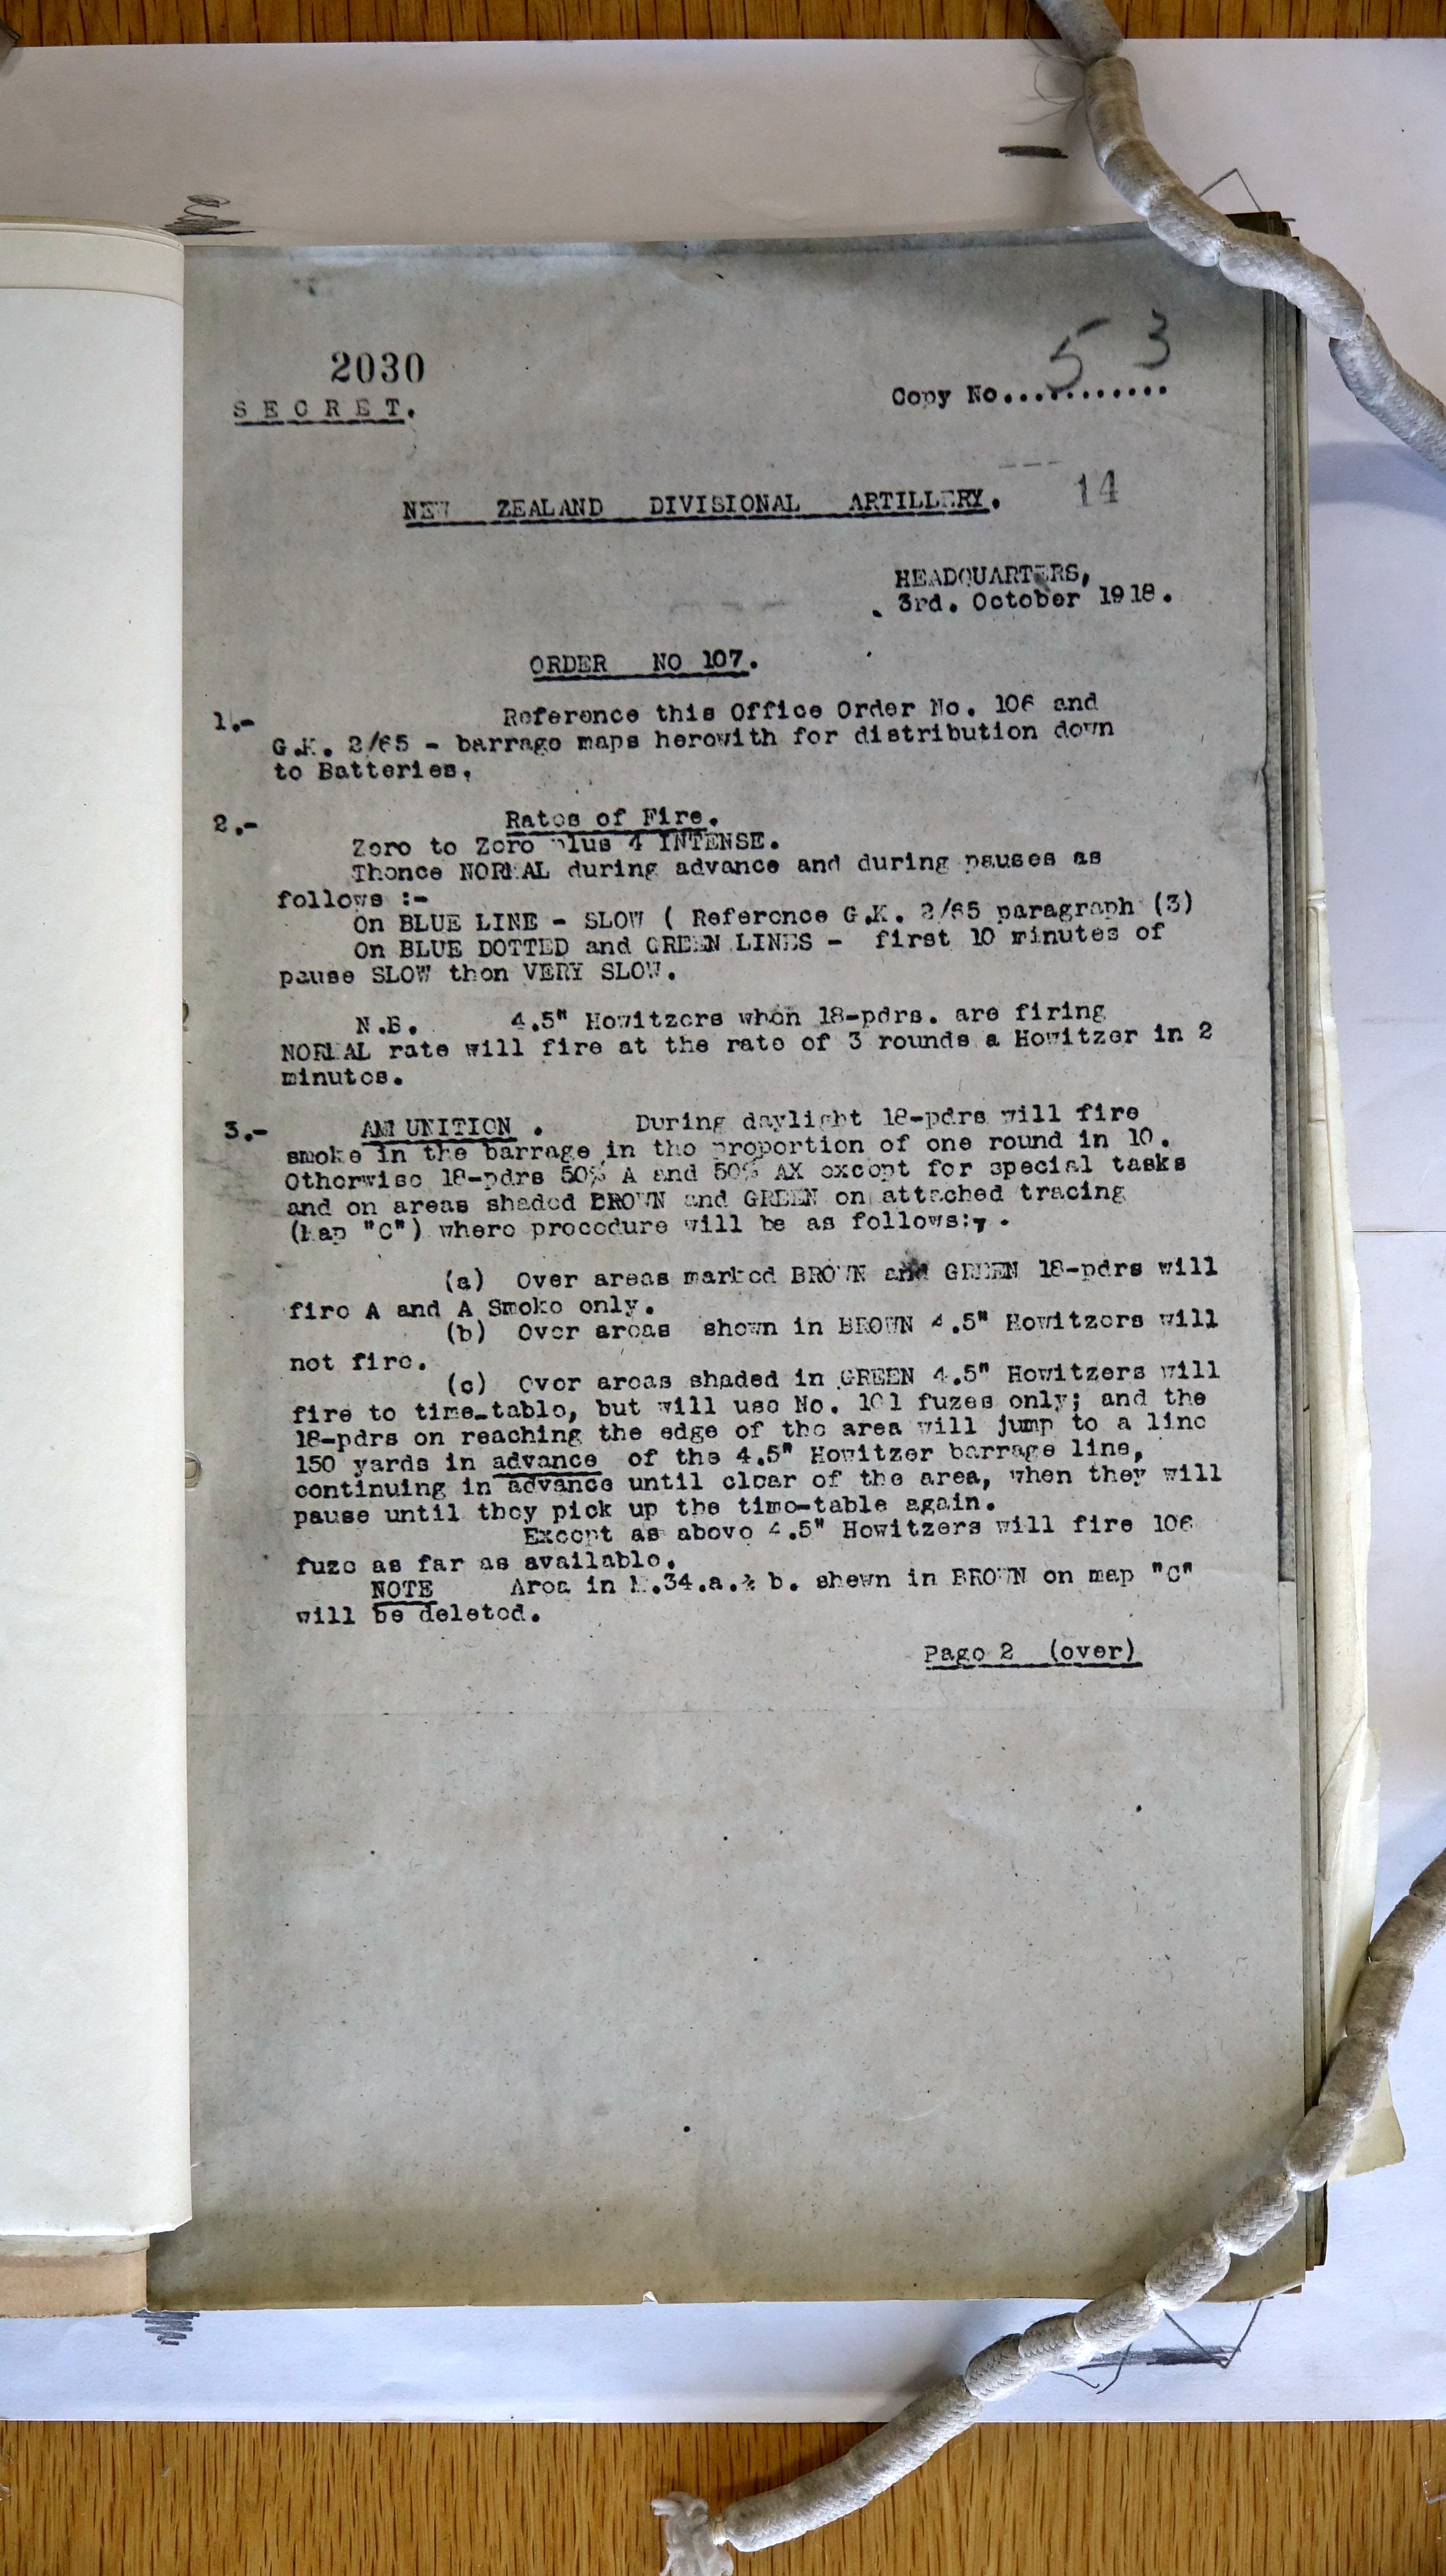 2030
SECRET.
Copy No............
53
NEW ZEALAND DIVISIONAL ARTILLERY.
14
HEADQUARTERS,
3rd. October 1918.
ORDER NO 107.
1.- Reference this Office Order No. 106 and
G.K. 2/65 - barrage maps herewith for distribution down
to Batteries.
2.- Rates of Fire.
Zero to Zero plus 4 INTENSE.
Thence NORMAL during advance and during pauses as
follows :-
On BLUE LINE - SLOW ( Reference G.K. 2/65 paragraph (3)
On BLUE DOTTED and GREEN LINES - first 10 minutes of
pause SLOW then VERY SLOW.
N.B. 4.5" Howitzers when 18-pdrs. are firing
NORMAL rate will fire at the rate of 3 rounds a Howitzer in 2
minutes.
3.- AMMUNITION . During daylight 18-pdrs will fire
smoke in the barrage in the proportion of one round in 10.
Otherwise 18-pdrs 50% A and 50% AX except for special tasks
and on areas shaded BROWN and GREEN on attached tracing
(Map "C") where procedure will be as follows:-
(a) Over areas marked BROWN and GREEN 18-pdrs will
fire A and A Smoke only.
(b) Over areas shown in BROWN 4.5" Howitzers will
not fire.
(c) Over areas shaded in GREEN 4.5" Howitzers will
fire to time-table, but will use No. 101 fuzes only; and the
18-pdrs on reaching the edge of the area will jump to a line
150 yards in advance of the 4.5" Howitzer barrage line,
continuing in advance until clear of the area, when they will
pause until they pick up the time-table again.
Except as above 4.5" Howitzers will fire 106
fuze as far as available.
NOTE Area in M.34.a.& b. shewn in BROWN on map "C"
will be deleted.
Page 2 (over)